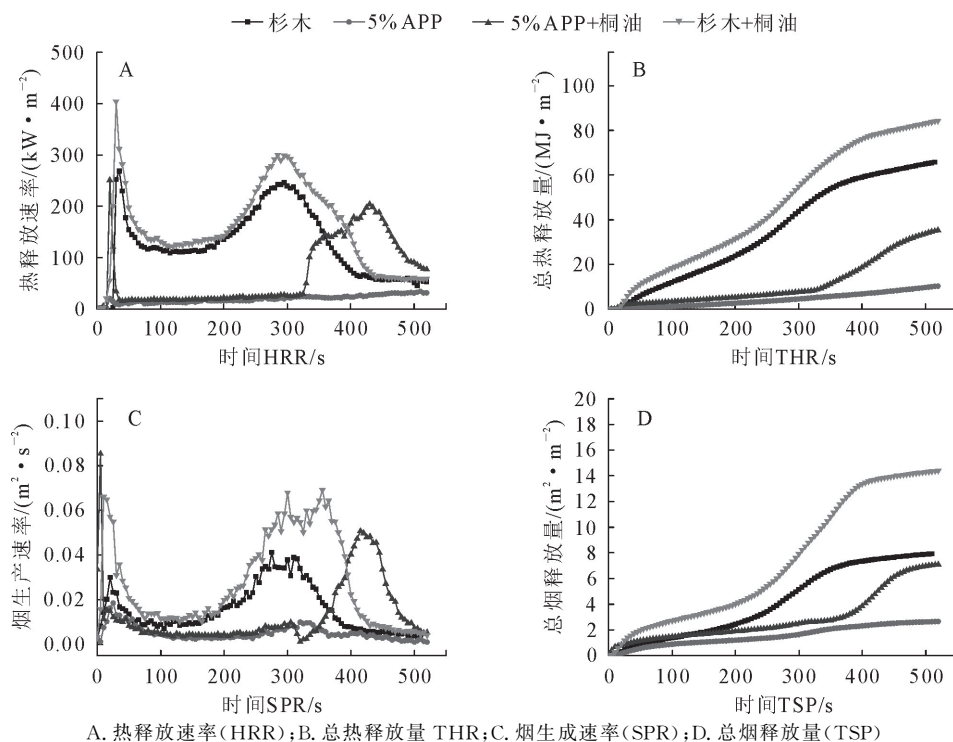 杉木 5%APP 5%APP+桐油 杉木+桐油
A
热释放速率/(kW·m⁻²)
500
400
300
200
100
0
0 100 200 300 400 500
时间HRR/s
B
总热释放量/(MJ·m⁻²)
100
80
60
40
20
0
0 100 200 300 400 500
时间THR/s
C
烟生产速率/(m²·s⁻²)
0.10
0.08
0.06
0.04
0.02
0.00
0 100 200 300 400 500
时间SPR/s
D
总烟释放量/(m²·m⁻²)
20
18
16
14
12
10
8
6
4
2
0
0 100 200 300 400 500
时间TSP/s
A.热释放速率(HRR);B.总热释放量 THR;C.烟生成速率(SPR);D.总烟释放量(TSP)